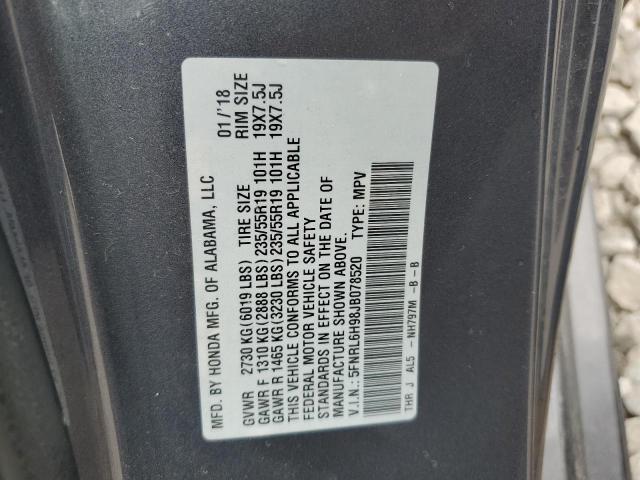 MFD. BY HONDA MFG. OF ALABAMA, LLC 01/'18
GVWR 2730 KG (6019 LBS) TIRE SIZE RIM SIZE
GAWR F 1310 KG (2888 LBS) 235/55R19 101H 19X7.5J
GAWR R 1465 KG (3230 LBS) 235/55R19 101H 19X7.5J
THIS VEHICLE CONFORMS TO ALL APPLICABLE
FEDERAL MOTOR VEHICLE SAFETY
STANDARDS IN EFFECT ON THE DATE OF
MANUFACTURE SHOWN ABOVE.
V.I.N.: 5FNRL6H98JB078520 TYPE: MPV
THR J AL5 - NH797M -B-B